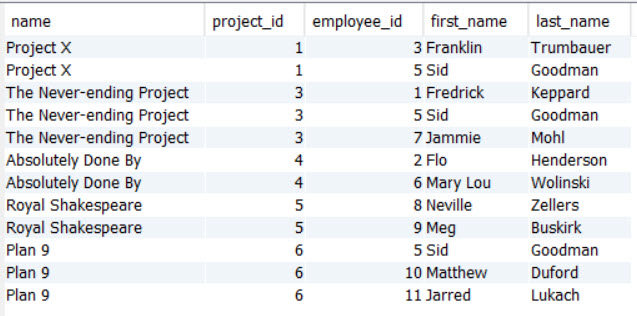 name project_id employee_id first_name last_name
Project X 1 3 Franklin Trumbauer
Project X 1 5 Sid Goodman
The Never-ending Project 3 1 Fredrick Keppard
The Never-ending Project 3 5 Sid Goodman
The Never-ending Project 3 7 Jammie Mohl
Absolutely Done By 4 2 Flo Henderson
Absolutely Done By 4 6 Mary Lou Wolinski
Royal Shakespeare 5 8 Neville Zellers
Royal Shakespeare 5 9 Meg Buskirk
Plan 9 6 5 Sid Goodman
Plan 9 6 10 Matthew Duford
Plan 9 6 11 Jarred Lukach